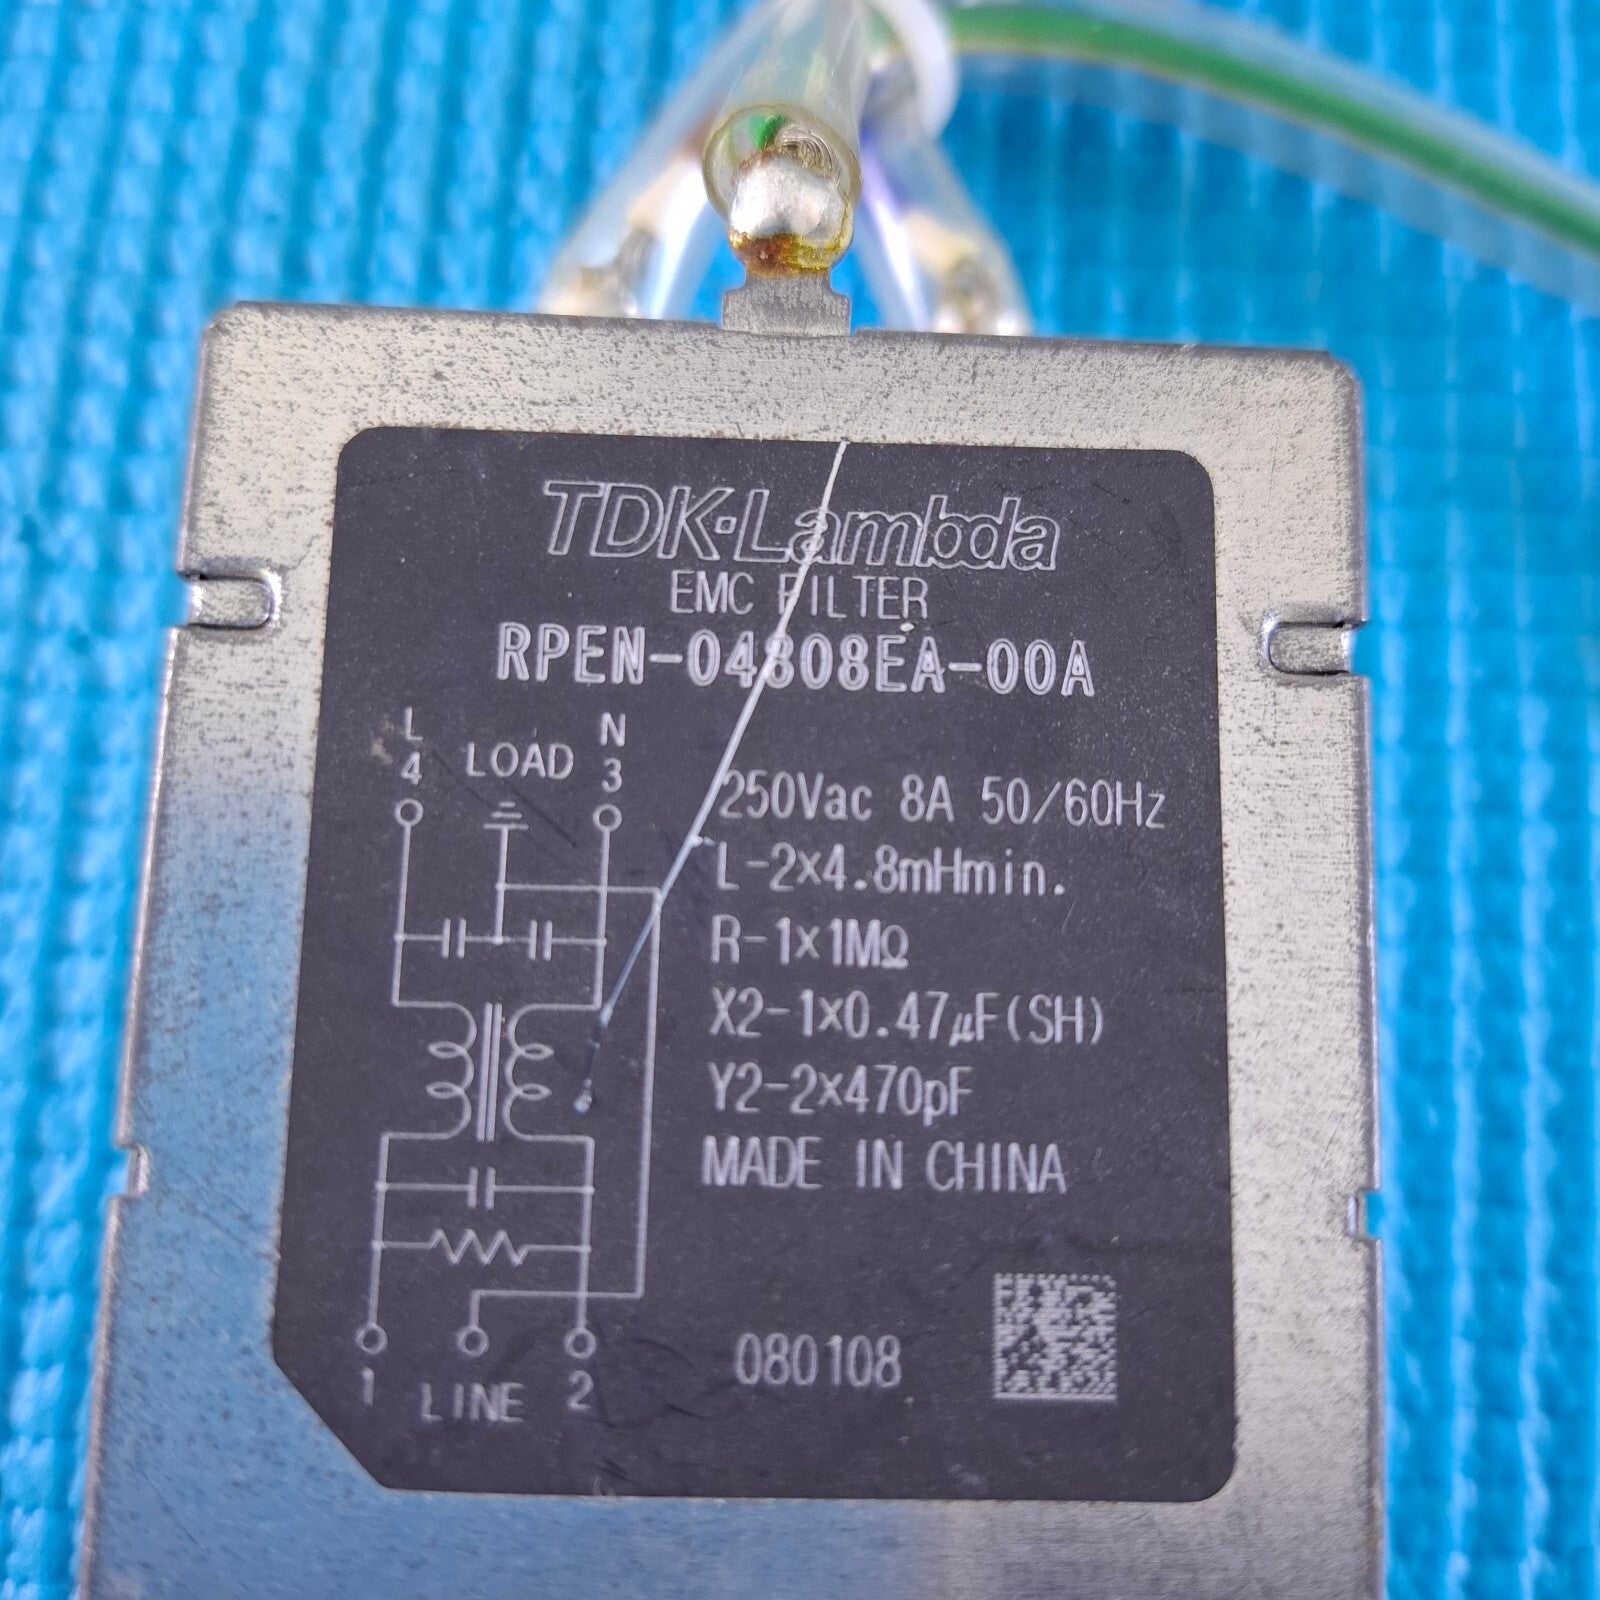 TDK-Lambda
EMC FILTER
RPEN-04808EA-00A
L LOAD N
4 3
250Vac 8A 50/60Hz
L-2×4.8mHmin.
R-1×1MΩ
X2-1×0.47μF(SH)
Y2-2×470pF
MADE IN CHINA
080108
1 LINE 2